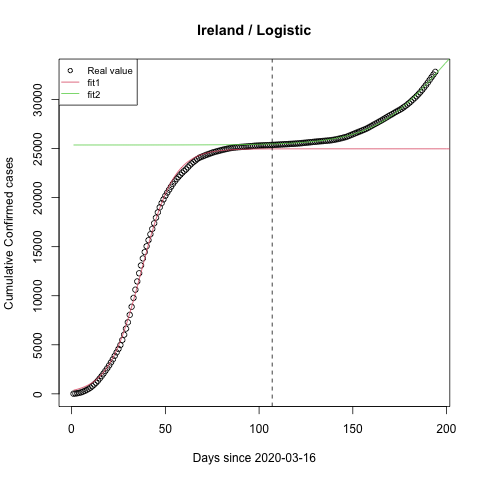 Ireland / Logistic
Real value
fit1
fit2
Cumulative Confirmed cases
0
5000
10000
15000
20000
25000
30000
0
50
100
150
200
Days since 2020-03-16